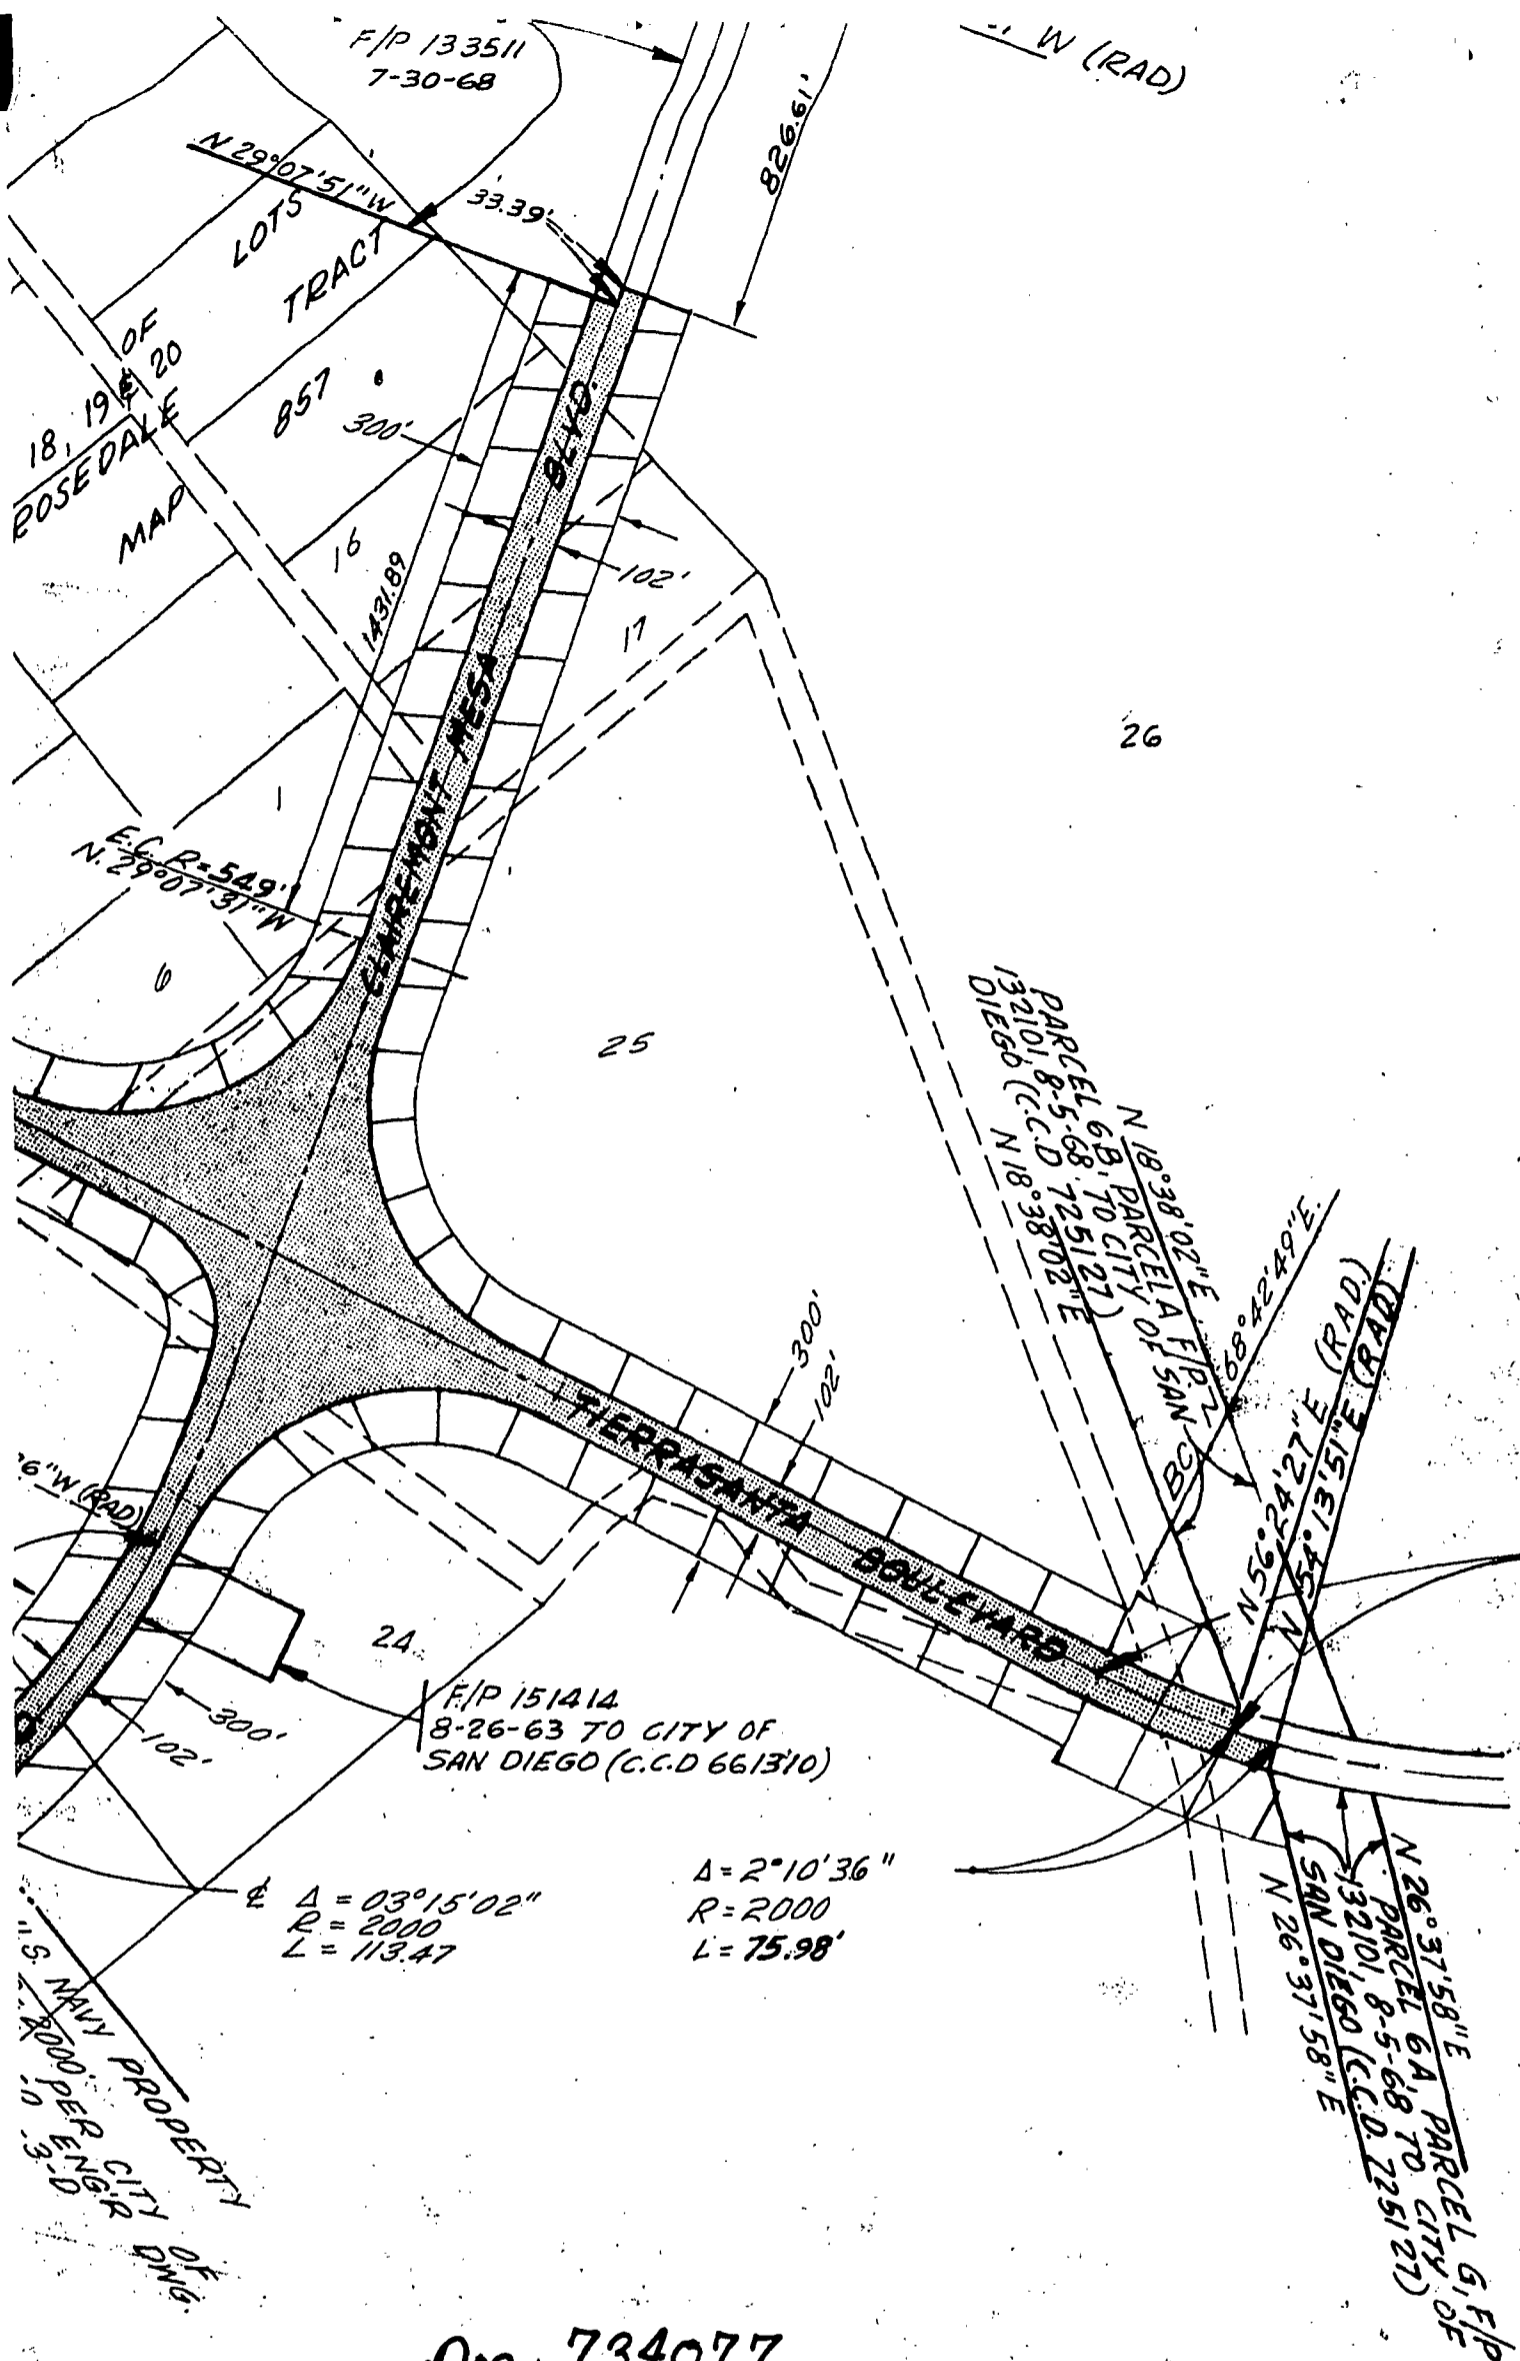 F/P 133511
7-30-68
W (RAD)
826.61'
N 29°07'51" W
33.39'
LOTS
18, 19 & 20
OF
ROSEDALE
TRACT
MAP
857
300'
BLVD.
102'
16
1431.89
17
26
CLAIREMONT MESA
1
E.C. R=549'
N. 29°07'31" W
6
25
N 18°38'02" E
PARCEL 6B, PARCEL A F/P
132101, 8-5-68 TO CITY OF SAN
DIEGO (C.C.D 725127)
N 18°38'02" E
68°42'49" E.
N 56°24'27" E (RAD.)
N 54°13'51" E (RAD)
BC
300'
102'
TIERRASANTA BOULEVARD
6" W (RAD)
24
F/P 151414
8-26-63 TO CITY OF
SAN DIEGO (C.C.D 661310)
300'
102'
℄ Δ = 03°15'02"
R = 2000
L = 113.47
Δ = 2°10'36"
R = 2000
L = 75.98'
N 26°37'58" E
PARCEL 6A, PARCEL G, F/P
132101, 8-5-68 TO CITY OF
SAN DIEGO (C.C.D. 725127)
N 26°37'58" E
NAVY PROPERTY
2000' PER CITY OF
ENG'R DWG.
734077